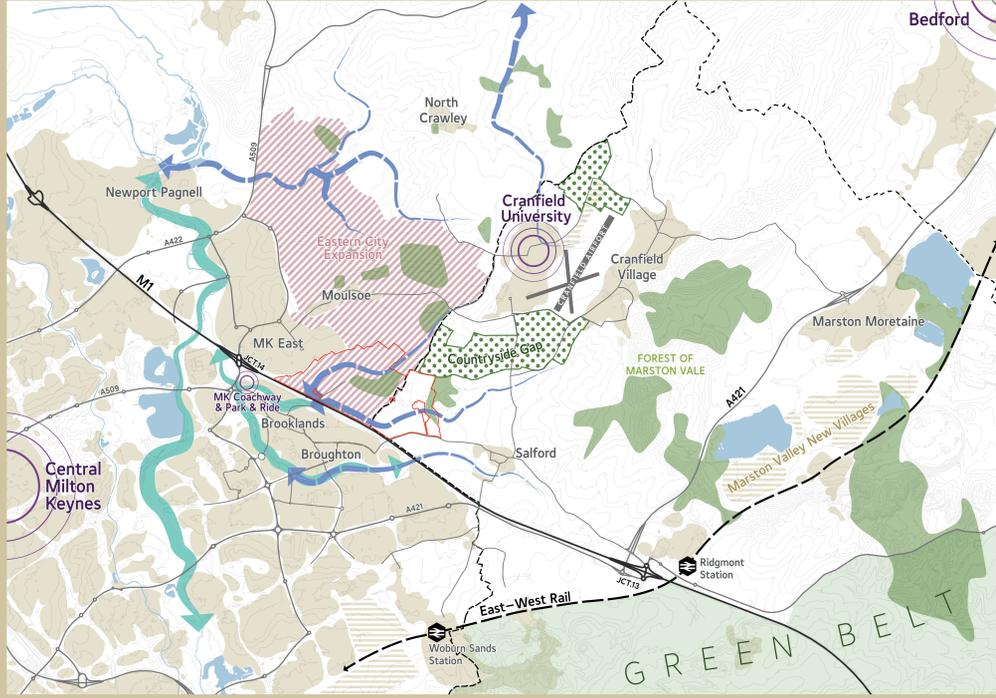 Bedford
North
Crawley
A509
Newport Pagnell
Cranfield
University
A422
Eastern City
Expansion
CRANFIELD AIRPORT
Cranfield
Village
M1
Moulsoe
Marston Moretaine
MK East
Countryside Gap
JCT.14
FOREST OF
MARSTON VALE
A509
MK Coachway
& Park & Ride
A421
Brooklands
Marston Valley New Villages
Broughton
Salford
Central
Milton
Keynes
A421
Ridgmont
Station
JCT.13
East–West Rail
GREEN BELT
Woburn Sands
Station